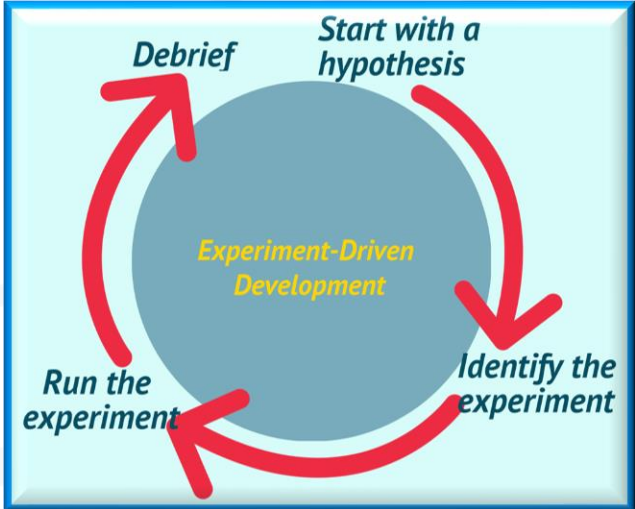 Debrief
Start with a
hypothesis
Experiment-Driven
Development
Identify the
experiment
Run the
experiment